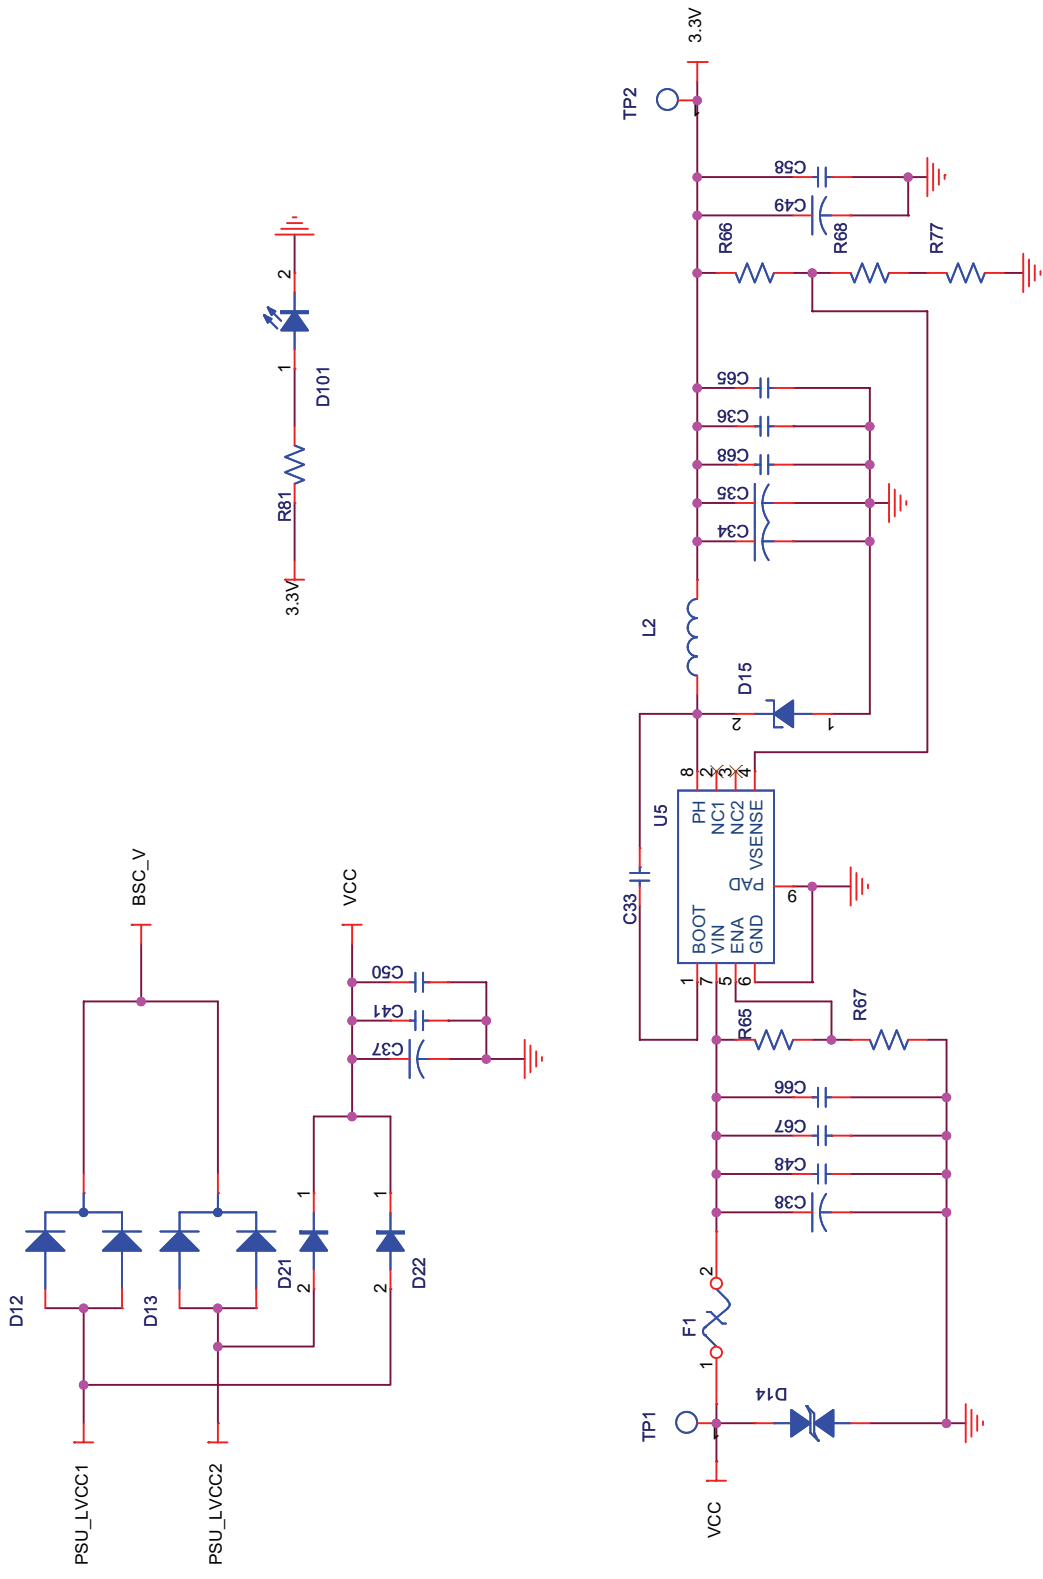 PSU_LVCC1
PSU_LVCC2
D12
D13
BSC_V
D21
2
1
D22
2
1
C37
C41
C50
VCC
3.3V
R81
1
2
D101
VCC
TP1
1
D14
F1
1
2
C38
C48
C67
C66
R65
R67
C33
U5
1
7
5
6
BOOT
VIN
ENA
GND
PAD
9
PH
NC1
NC2
VSENSE
8
2
3
4
D15
2
1
L2
C34
C35
C68
C36
C65
R66
R68
R77
C49
C58
TP2
1
3.3V